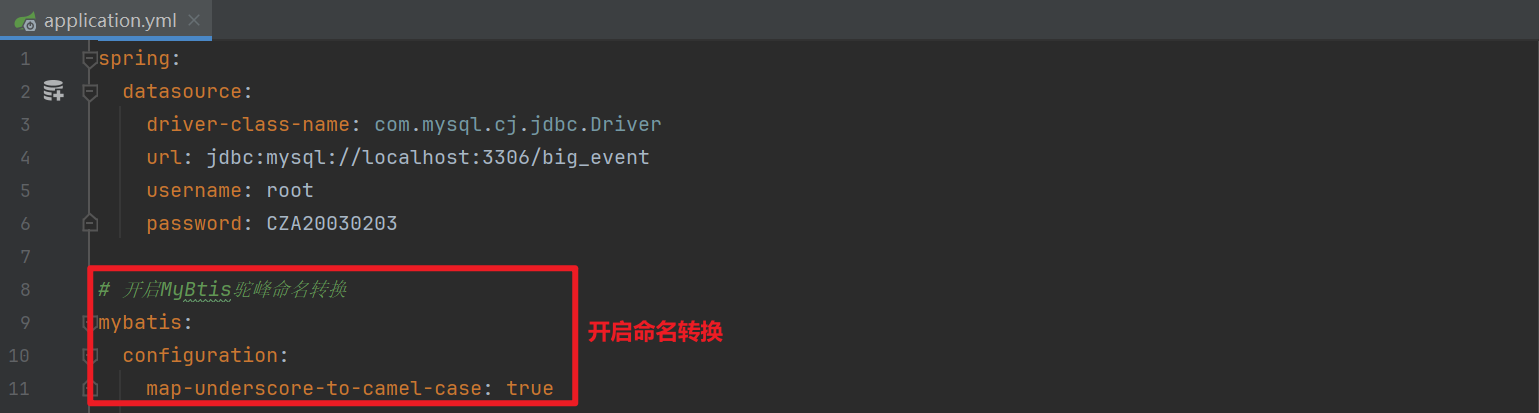 application.yml
1 spring:
2 datasource:
3 driver-class-name: com.mysql.cj.jdbc.Driver
4 url: jdbc:mysql://localhost:3306/big_event
5 username: root
6 password: CZA20030203
7
8 # 开启MyBtis驼峰命名转换
9 mybatis:
开启命名转换
10 configuration:
11 map-underscore-to-camel-case: true